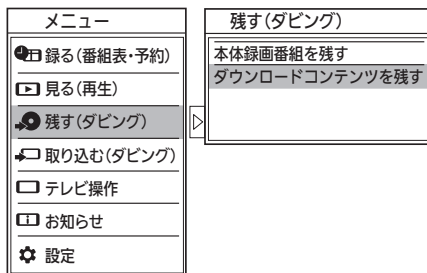 メニュー
録る(番組表・予約)
見る(再生)
残す(ダビング)
取り込む(ダビング)
テレビ操作
お知らせ
設定
残す(ダビング)
本体録画番組を残す
ダウンロードコンテンツを残す